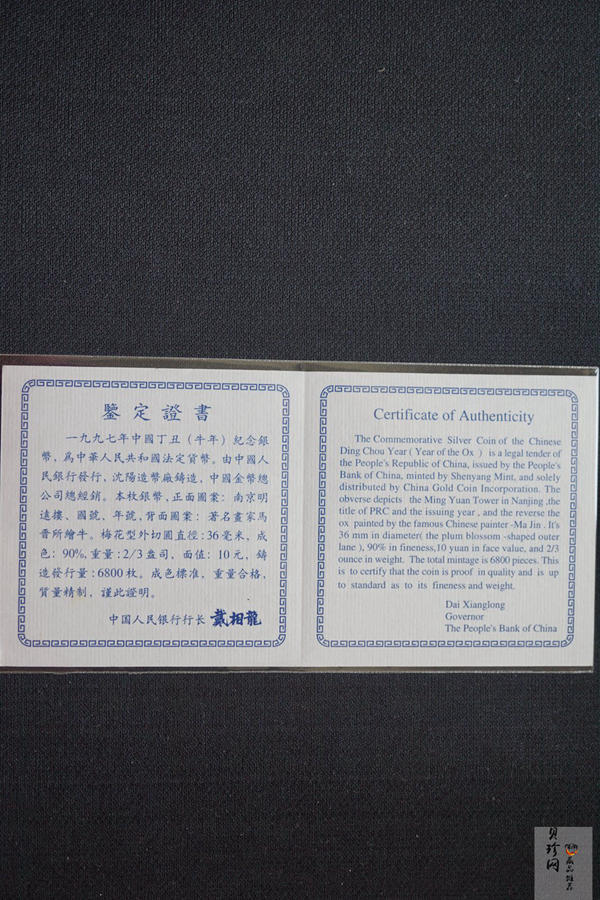 鑒定證書
一九九七年中國丁丑（牛年）紀念銀
幣，爲中華人民共和國法定貨幣。由中國人
民銀行發行，沈陽造幣廠鑄造，中國金幣總
公司總經銷。本枚銀幣，正面圖案：南京明
遠樓、國號、年號，背面圖案：著名畫家馬
晋所繪牛。梅花型外切圓直徑：36毫米，成
色：90%，重量：2/3盎司，面值：10元，鑄
造發行量：6800枚。成色標准，重量合格，
質量精制，謹此證明。
中国人民银行行长 戴相龍
Certificate of Authenticity
The Commemorative Silver Coin of the Chinese
Ding Chou Year ( Year of the Ox ) is a legal tender of
the People's Republic of China, issued by the People's
Bank of China, minted by Shenyang Mint, and solely
distributed by China Gold Coin Incorporation. The
obverse depicts the Ming Yuan Tower in Nanjing ,the
title of PRC and the issuing year , and the reverse the
ox painted by the famous Chinese painter -Ma Jin . It's
36 mm in diameter( the plum blossom -shaped outer
lane ), 90% in fineness,10 yuan in face value, and 2/3
ounce in weight. The total mintage is 6800 pieces. This
is to certify that the coin is proof in quality and is up
to standard as to its fineness and weight.
Dai Xianglong
Governor
The People's Bank of China
贝珍网
藏品推荐